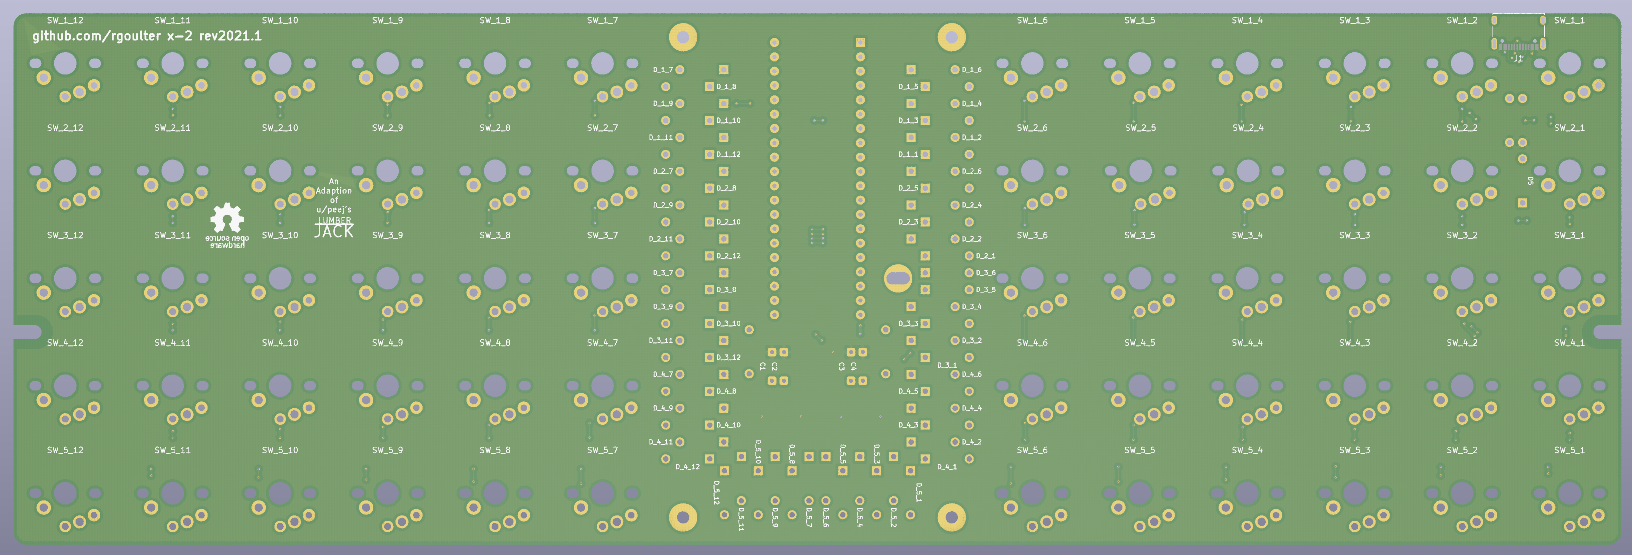 SW_1_12 SW_1_11 SW_1_10 SW_1_9 SW_1_8 SW_1_7 SW_1_6 SW_1_5 SW_1_4 SW_1_3 SW_1_2 SW_1_1
github.com/rgoulter x-2 rev2021.1
J1
D_1_7 D_1_6
D_1_8 D_1_5
D_1_9 D_1_4
D_1_10 D_1_3
SW_2_12 SW_2_11 SW_2_10 SW_2_9 SW_2_8 SW_2_7 SW_2_6 SW_2_5 SW_2_4 SW_2_3 SW_2_2 SW_2_1
D_1_11 D_1_2
D_1_12 D_1_1
D_2_7 D_2_6
An
Adaption
of
u/peej's
LUMBER
JACK
D5
D_2_8 D_2_5
D_2_9 D_2_4
D_2_10 D_2_3
SW_3_12 SW_3_11 SW_3_10 SW_3_9 SW_3_8 SW_3_7 SW_3_6 SW_3_5 SW_3_4 SW_3_3 SW_3_2 SW_3_1
open source
hardware
D_2_11 D_2_2
D_2_12 D_2_1
D_3_7 D_3_6
D_3_8 D_3_5
D_3_9 D_3_4
D_3_10 D_3_3
SW_4_12 SW_4_11 SW_4_10 SW_4_9 SW_4_8 SW_4_7 SW_4_6 SW_4_5 SW_4_4 SW_4_3 SW_4_2 SW_4_1
D_3_11 D_3_2
D_3_12 D_3_1
C1 C2 C3 C4
D_4_7 D_4_6
D_4_8 D_4_5
D_4_9 D_4_4
D_4_10 D_4_3
D_4_11 D_4_2
SW_5_12 SW_5_11 SW_5_10 SW_5_9 SW_5_8 SW_5_7 SW_5_6 SW_5_5 SW_5_4 SW_5_3 SW_5_2 SW_5_1
D_5_10 D_5_8 D_5_5 D_5_3
D_4_12 D_4_1
D_5_12 D_5_1
D_5_11 D_5_9 D_5_7 D_5_6 D_5_4 D_5_2